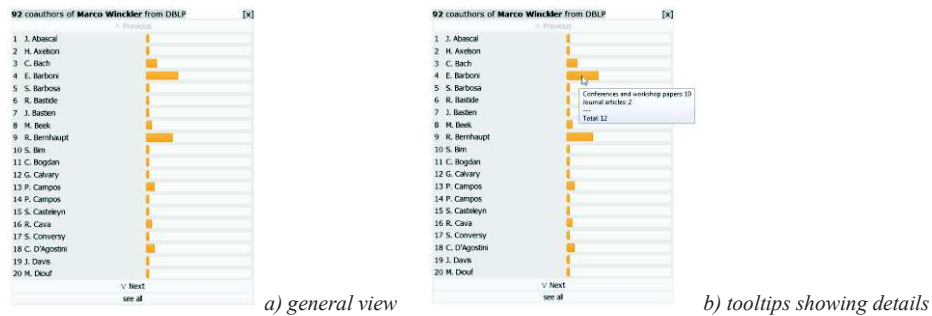 92 coauthors of Marco Winckler from DBLP [x]
∧ Previous
1 J. Abascal
2 H. Axelson
3 C. Bach
4 E. Barboni
5 S. Barbosa
6 R. Bastide
7 J. Bastien
8 M. Beek
9 R. Bernhaupt
10 S. Bim
11 C. Bogdan
12 G. Calvary
13 P. Campos
14 P. Campos
15 S. Casteleyn
16 R. Cava
17 S. Conversy
18 C. D'Agostini
19 J. Davis
20 M. Diouf
∨ Next
see all
a) general view
92 coauthors of Marco Winckler from DBLP [x]
∧ Previous
1 J. Abascal
2 H. Axelson
3 C. Bach
4 E. Barboni
5 S. Barbosa
6 R. Bastide
7 J. Bastien
8 M. Beek
9 R. Bernhaupt
10 S. Bim
11 C. Bogdan
12 G. Calvary
13 P. Campos
14 P. Campos
15 S. Casteleyn
16 R. Cava
17 S. Conversy
18 C. D'Agostini
19 J. Davis
20 M. Diouf
Conferences and workshop papers: 10
Journal articles: 2
---
Total: 12
∨ Next
see all
b) tooltips showing details